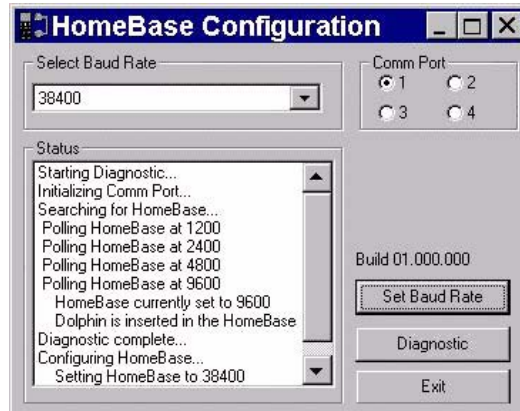 HomeBase Configuration
Select Baud Rate
38400
Comm Port
1 2
3 4
Status
Starting Diagnostic...
Initializing Comm Port...
Searching for HomeBase...
Polling HomeBase at 1200
Polling HomeBase at 2400
Polling HomeBase at 4800
Polling HomeBase at 9600
HomeBase currently set to 9600
Dolphin is inserted in the HomeBase
Diagnostic complete...
Configuring HomeBase...
Setting HomeBase to 38400
Build 01.000.000
Set Baud Rate
Diagnostic
Exit